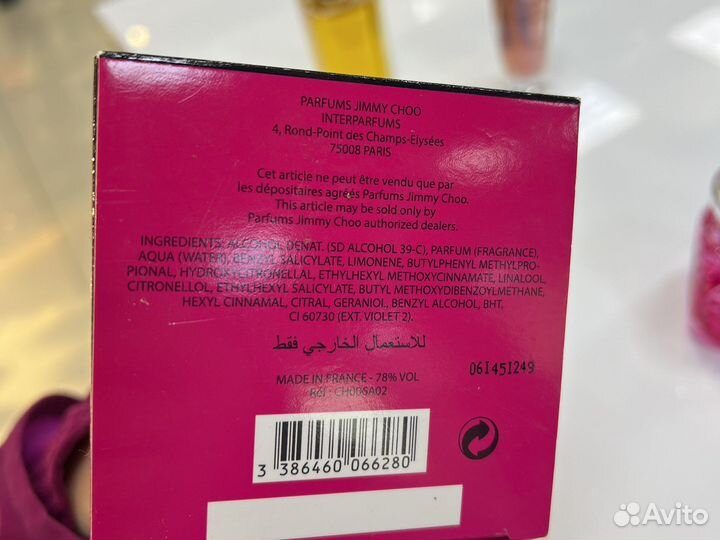 PARFUMS JIMMY CHOO
INTERPARFUMS
4, Rond-Point des Champs-Elysées
75008 PARIS
Cet article ne peut être vendu que par
les dépositaires agréés Parfums Jimmy Choo.
This article may be sold only by
Parfums Jimmy Choo authorized dealers.
INGREDIENTS: ALCOHOL DENAT. (SD ALCOHOL 39-C), PARFUM (FRAGRANCE),
AQUA (WATER), BENZYL SALICYLATE, LIMONENE, BUTYLPHENYL METHYLPRO-
PIONAL, HYDROXYCITRONELLAL, ETHYLHEXYL METHOXYCINNAMATE, LINALOOL,
CITRONELLOL, ETHYLHEXYL SALICYLATE, BUTYL METHOXYDIBENZOYLMETHANE,
HEXYL CINNAMAL, CITRAL, GERANIOL, BENZYL ALCOHOL, BHT,
CI 60730 (EXT. VIOLET 2).
للاستعمال الخارجي فقط
061451249
MADE IN FRANCE - 78% VOL
Réf : CH006A02
3 386460 066280
Avito